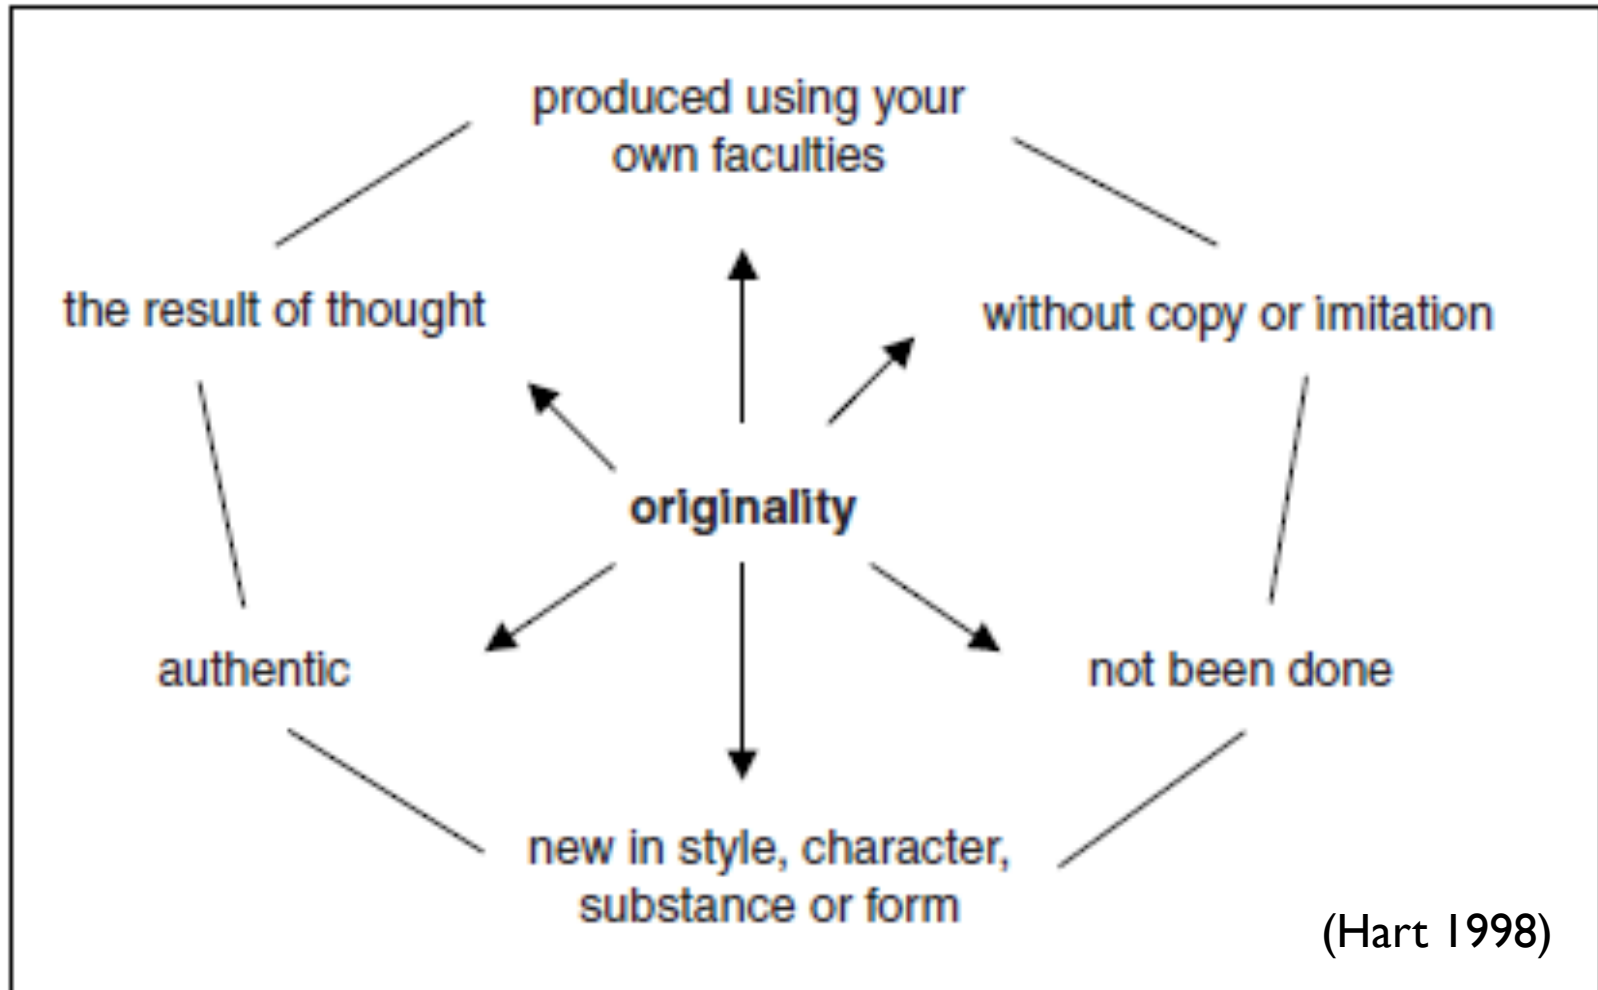 produced using your
own faculties
the result of thought
without copy or imitation
originality
authentic
not been done
new in style, character,
substance or form
(Hart 1998)